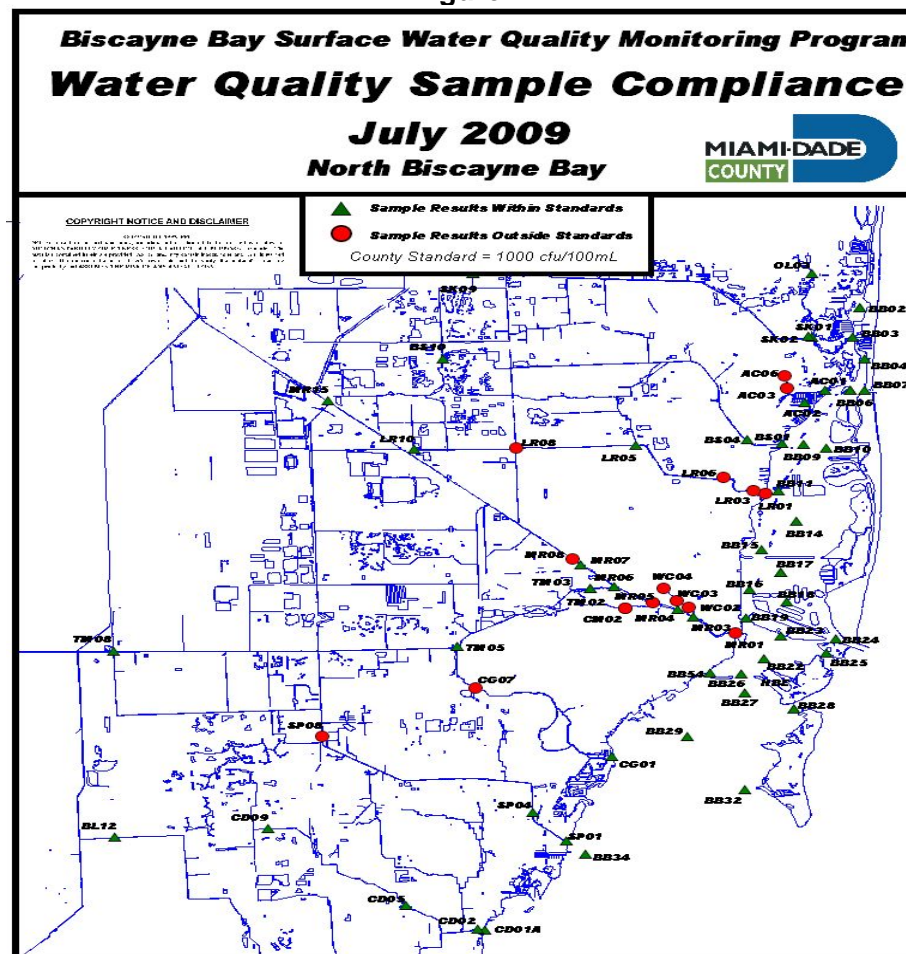 Biscayne Bay Surface Water Quality Monitoring Program
Water Quality Sample Compliance
July 2009
North Biscayne Bay
MIAMI-DADE
COUNTY
COPYRIGHT NOTICE AND DISCLAIMER
Sample Results Within Standards
Sample Results Outside Standards
County Standard = 1000 cfu/100mL
OL03
SK09
BB02
SK01
SK02
BB03
BS10
BB04
AC06
AC01
BB07
AC03
BB06
MR15
AC02
LR10
LR08
LR05
BS04
BS01
BB09
BB10
LR06
BB11
LR03
LR01
BB14
BB15
MR08
MR07
BB17
TM03
MR06
WC04
BB16
BB18
TM02
MR05
WC03
WC02
CM02
MR04
MR03
BB19
TM08
MR01
BB23
BB24
TM05
BB22
BB25
BB54
BB26
RBE
CG07
BB27
BB28
SP08
BB29
CG01
BB32
SP04
BL12
CD09
SP01
BB34
CD05
CD02
CD01A